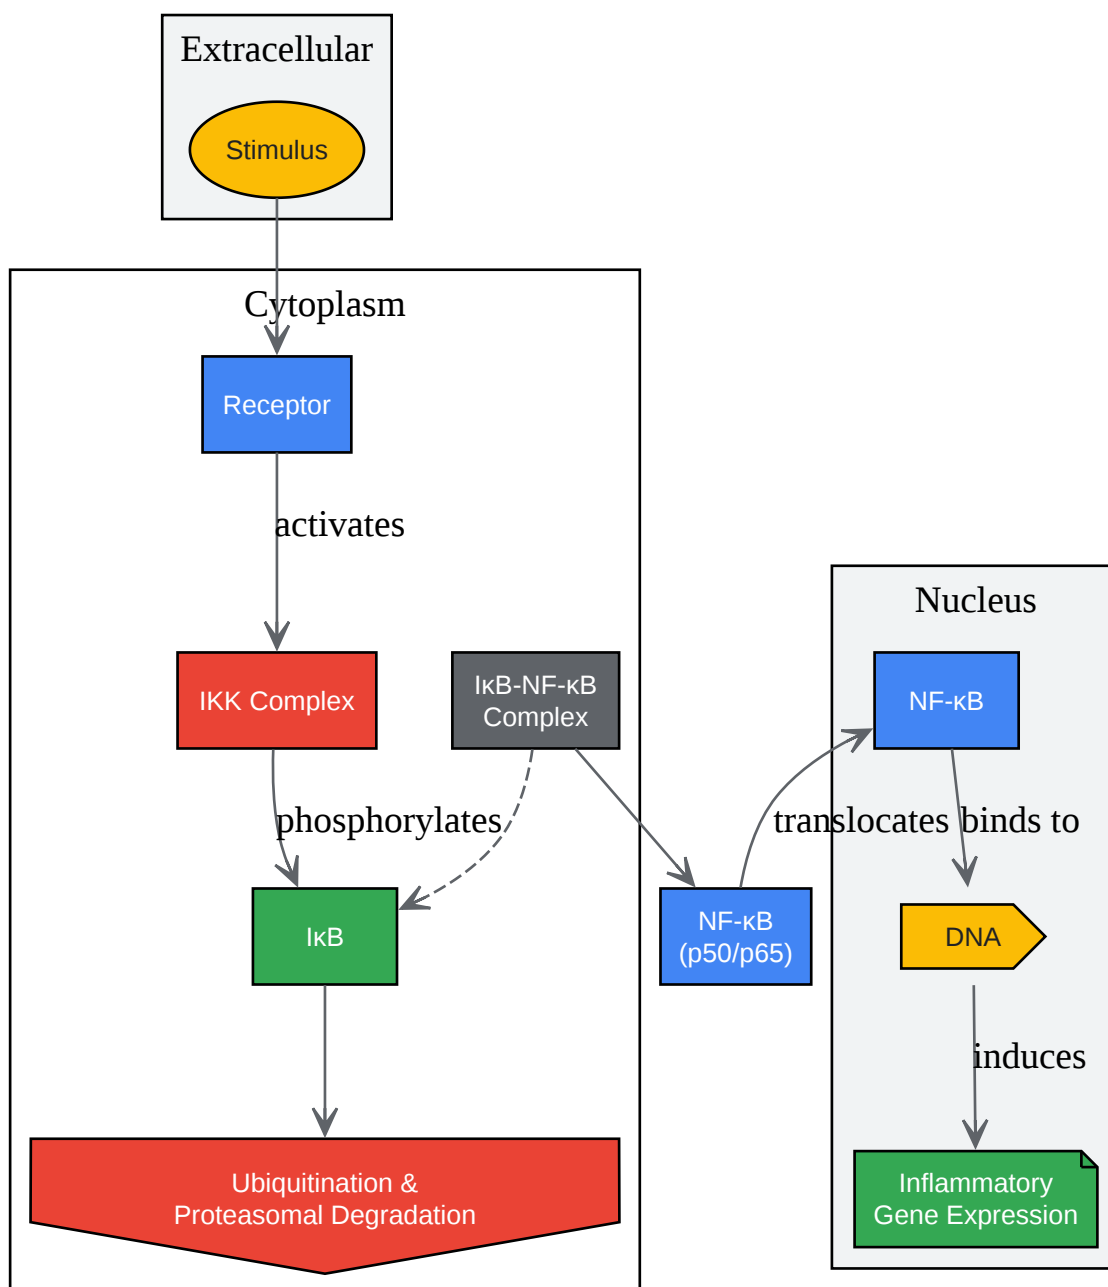 Extracellular
Stimulus
Cytoplasm
Receptor
activates
IKK Complex
IκB-NF-κB
Complex
phosphorylates
IκB
Ubiquitination &
Proteasomal Degradation
NF-κB
(p50/p65)
translocates
Nucleus
NF-κB
binds to
DNA
induces
Inflammatory
Gene Expression